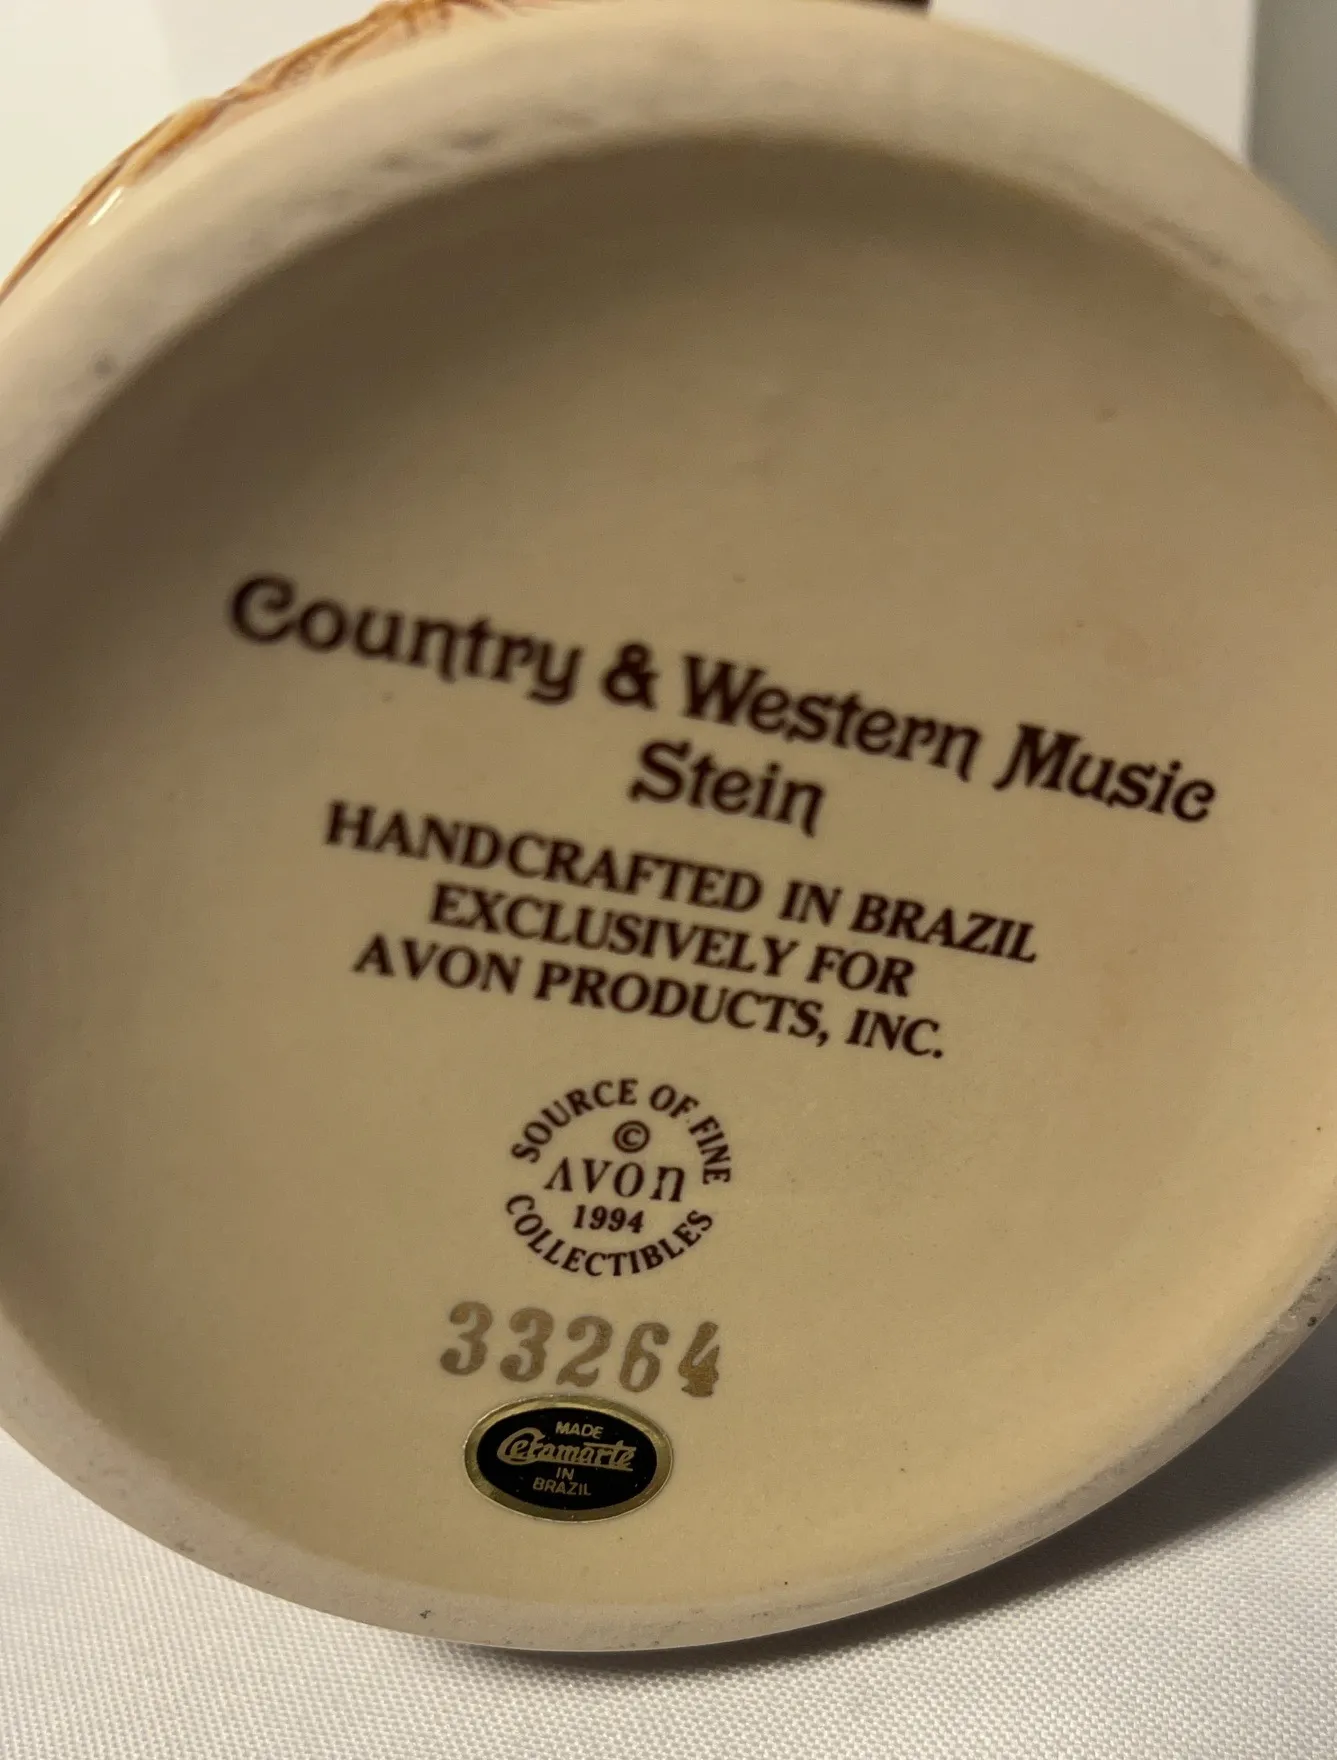 Country & Western Music
Stein
HANDCRAFTED IN BRAZIL
EXCLUSIVELY FOR
AVON PRODUCTS, INC.
SOURCE OF FINE
©
AVON
1994
COLLECTIBLES
33264
MADE
Ceramarte
IN
BRAZIL